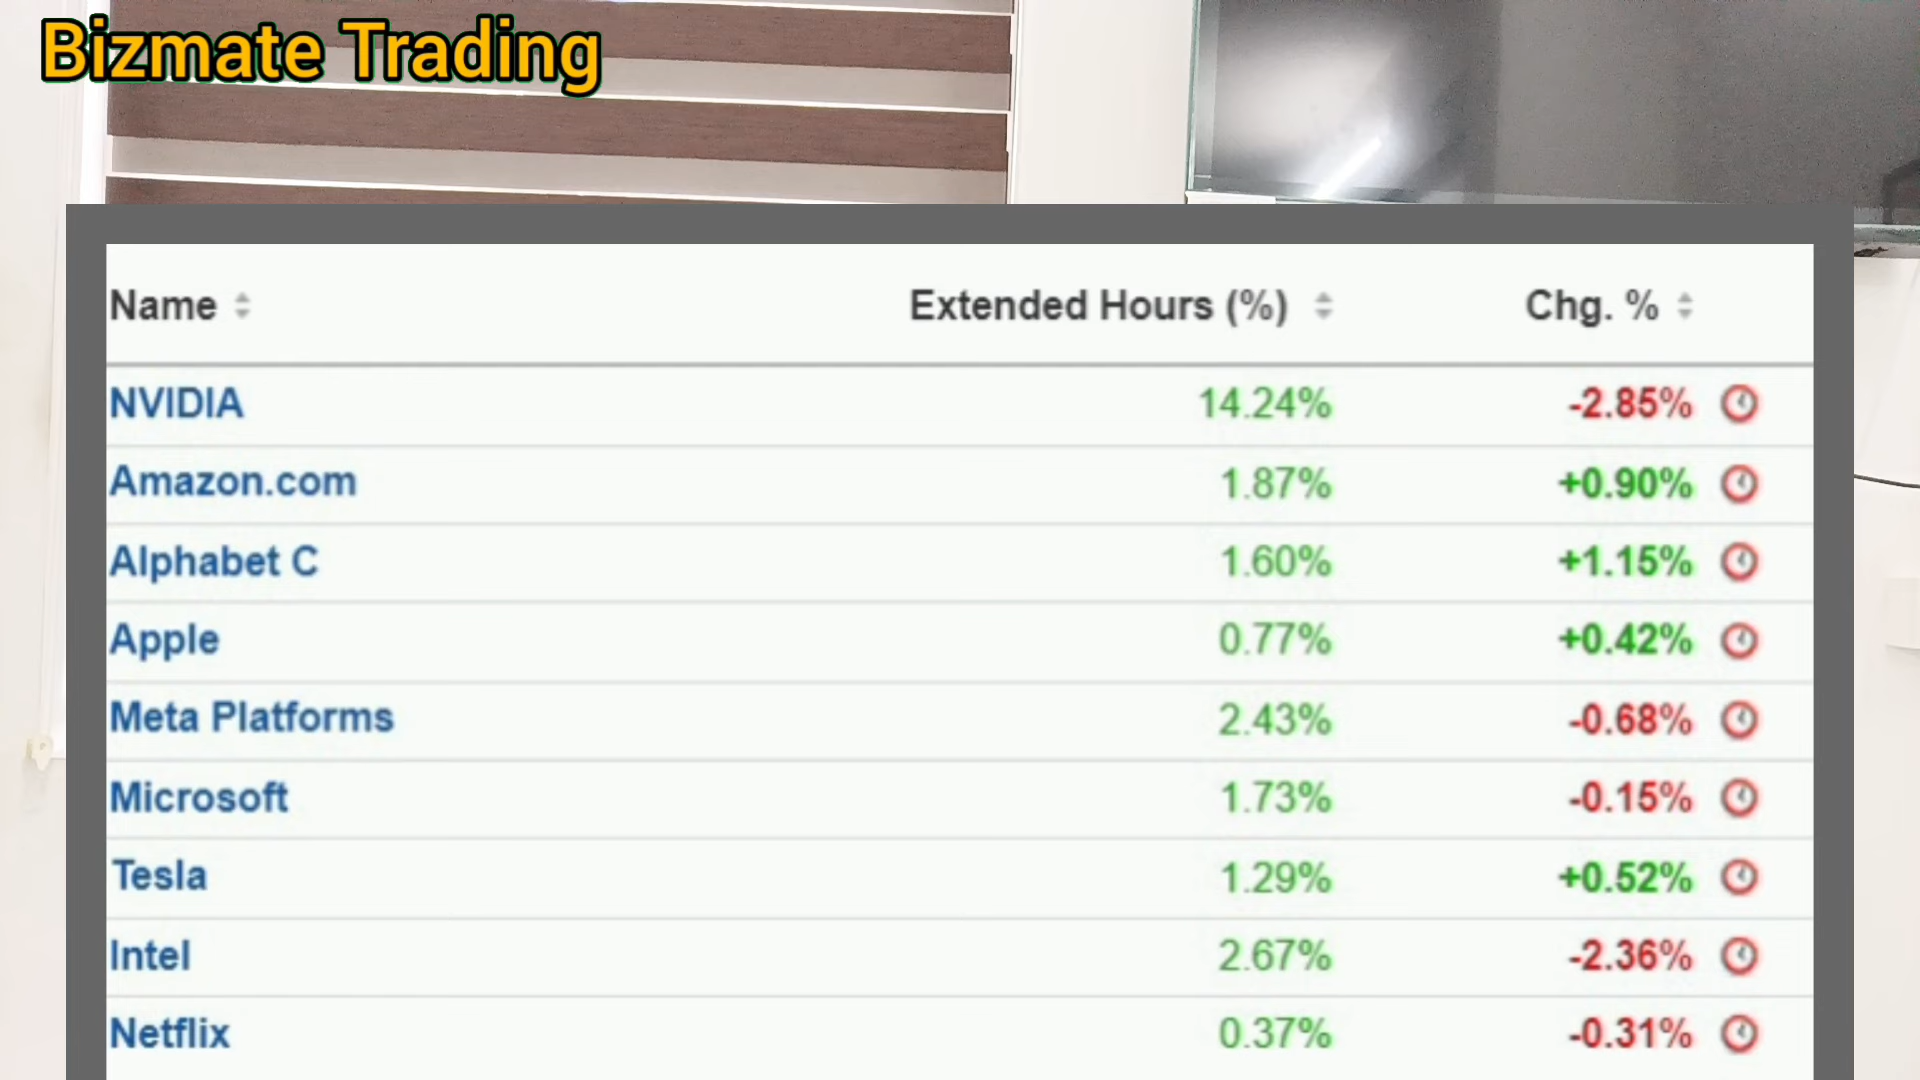 Bizmate Trading
Name Extended Hours (%) Chg. %
NVIDIA 14.24% -2.85%
Amazon.com 1.87% +0.90%
Alphabet C 1.60% +1.15%
Apple 0.77% +0.42%
Meta Platforms 2.43% -0.68%
Microsoft 1.73% -0.15%
Tesla 1.29% +0.52%
Intel 2.67% -2.36%
Netflix 0.37% -0.31%